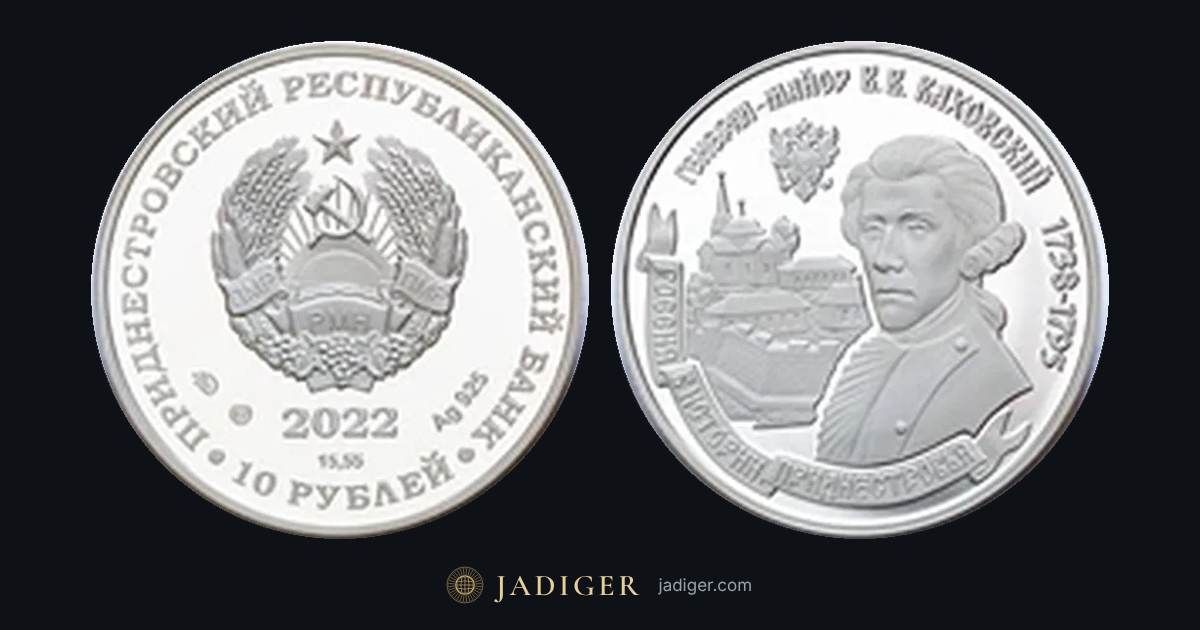 ПРИДНЕСТРОВСКИЙ РЕСПУБЛИКАНСКИЙ БАНК
ПМР
РМН
2022
Ag 925
15,55
10 РУБЛЕЙ
ГЕНЕРАЛ-МАЙОР В.В. КАХОВСКИЙ
1738-1795
РОССИЯ В ИСТОРИИ ПРИДНЕСТРОВЬЯ
JADIGER
jadiger.com